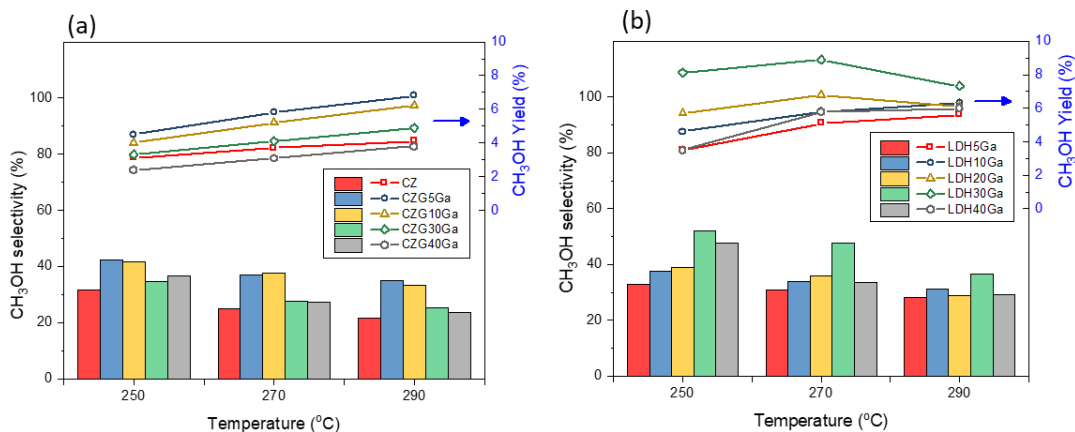 (a)
CH₃OH selectivity (%)
100
80
60
40
20
0
10
8
6
4
2
0
CH₃OH Yield (%)
CZ
CZG5Ga
CZG10Ga
CZG30Ga
CZG40Ga
250 270 290
Temperature (°C)
(b)
CH₃OH selectivity (%)
100
80
60
40
20
0
10
8
6
4
2
0
CH₃OH Yield (%)
LDH5Ga
LDH10Ga
LDH20Ga
LDH30Ga
LDH40Ga
250 270 290
Temperature (°C)